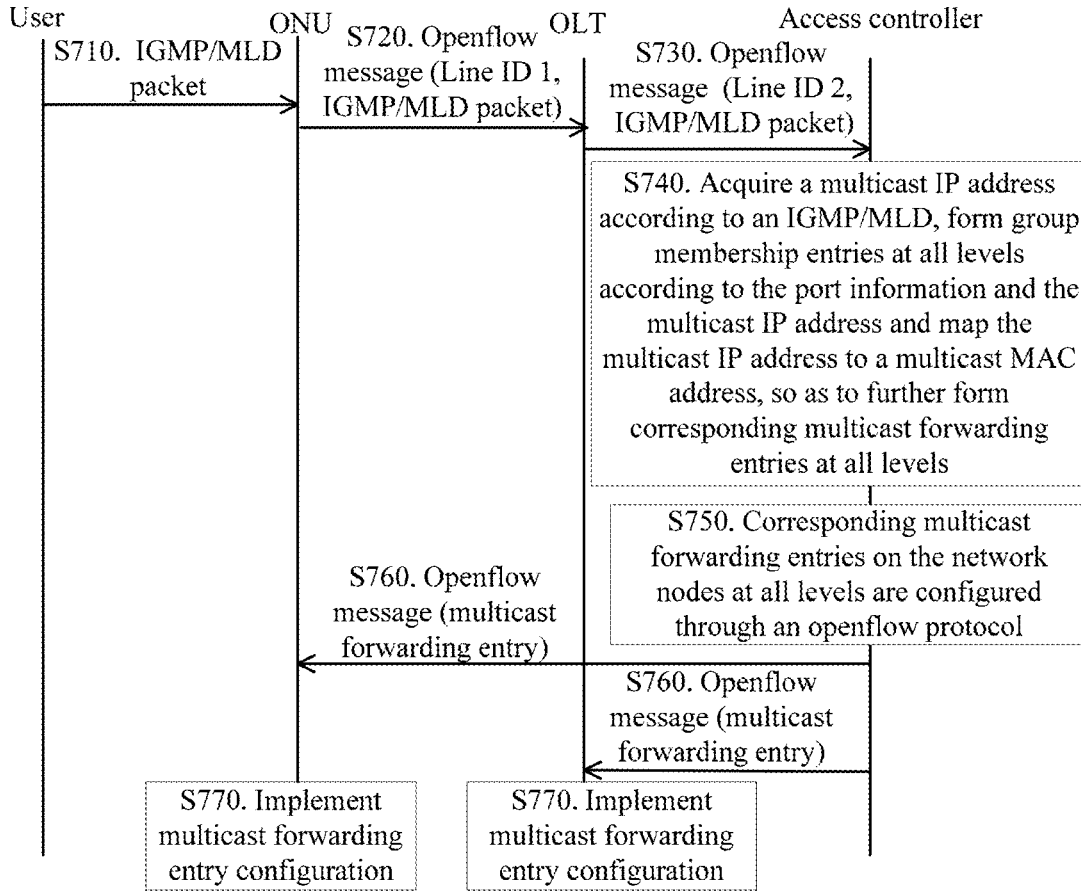 User
ONU
OLT
Access controller
S710. IGMP/MLD
packet
S720. Openflow
message (Line ID 1,
IGMP/MLD packet)
S730. Openflow
message (Line ID 2,
IGMP/MLD packet)
S740. Acquire a multicast IP address
according to an IGMP/MLD, form group
membership entries at all levels
according to the port information and the
multicast IP address and map the
multicast IP address to a multicast MAC
address, so as to further form
corresponding multicast forwarding
entries at all levels
S750. Corresponding multicast
forwarding entries on the network
nodes at all levels are configured
through an openflow protocol
S760. Openflow
message (multicast
forwarding entry)
S760. Openflow
message (multicast
forwarding entry)
S770. Implement
multicast forwarding
entry configuration
S770. Implement
multicast forwarding
entry configuration